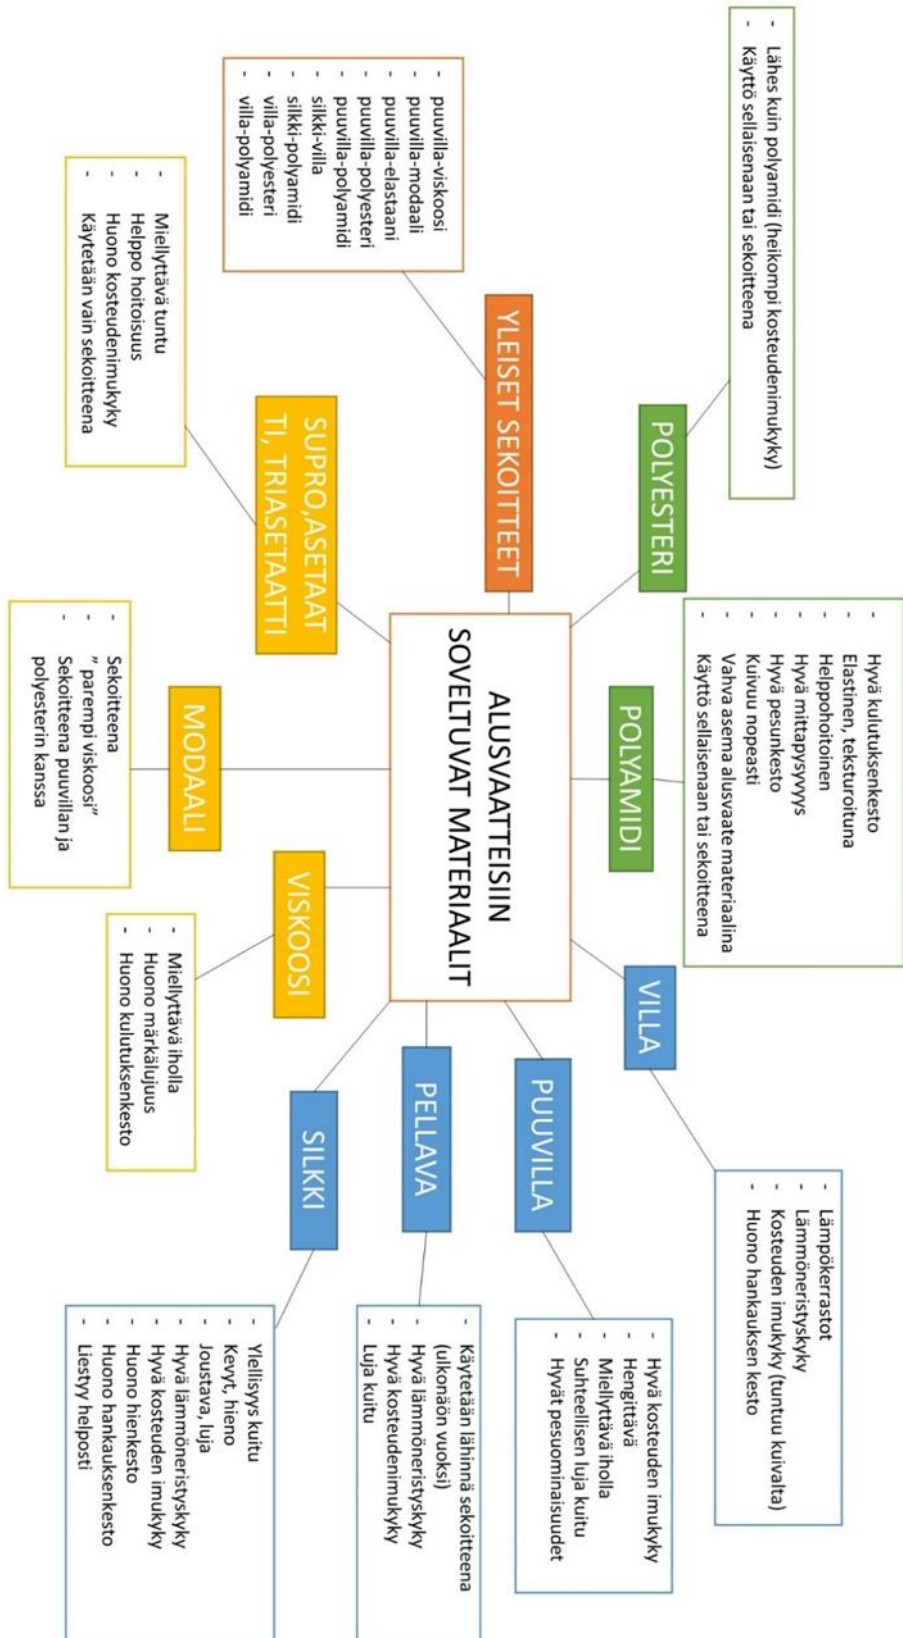 ALUSVAATTEISIIN
SOVELTUVAT MATERIAALIT
POLYESTERI
- Lähes kuin polyamidi (heikompi kosteudenimukyky)
- Käyttö sellaisenaan tai sekoitteena
POLYAMIDI
- Hyvä kulutuksenkesto
- Elastinen, teksturoituna
- Helppohoitoinen
- Hyvä mittapysyvyys
- Hyvä pesunkesto
- Kuivuu nopeasti
- Vahva asema alusvaate materiaalina
- Käyttö sellaisenaan tai sekoitteena
VILLA
- Lämpökerrastot
- Lämmöneristyskyky
- Kosteuden imukyky (tuntuu kuivalta)
- Huono hankauksen kesto
PUUVILLA
- Hyvä kosteuden imukyky
- Hengittävä
- Miellyttävä iholla
- Suhteellisen luja kuitu
- Hyvät pesuominaisuudet
PELLAVA
- Käytetään lähinnä sekoitteena
(ulkonäön vuoksi)
- Hyvä lämmöneristyskyky
- Hyvä kosteudenimukyky
- Luja kuitu
SILKKI
- Ylellisyys kuitu
- Kevyt, hieno
- Joustava, luja
- Hyvä lämmöneristyskyky
- Hyvä kosteuden imukyky
- Huono hienkesto
- Huono hankauksenkesto
- Liestyy helposti
VISKOOSI
- Miellyttävä iholla
- Huono märkälujuus
- Huono kulutuksenkesto
MODAALI
- Sekoitteena
- ” parempi viskoosi”
- Sekoitteena puuvillan ja
polyesterin kanssa
SUPRO,ASETAAT
TI, TRIASETAATTI
- Miellyttävä tuntu
- Helppo hoitoisuus
- Huono kosteudenimukyky
- Käytetään vain sekoitteena
YLEISET SEKOITTEET
- puuvilla-viskoosi
- puuvilla-modaali
- puuvilla-elastaani
- puuvilla-polyesteri
- puuvilla-polyamidi
- silkki-villa
- silkki-polyamidi
- villa-polyesteri
- villa-polyamidi